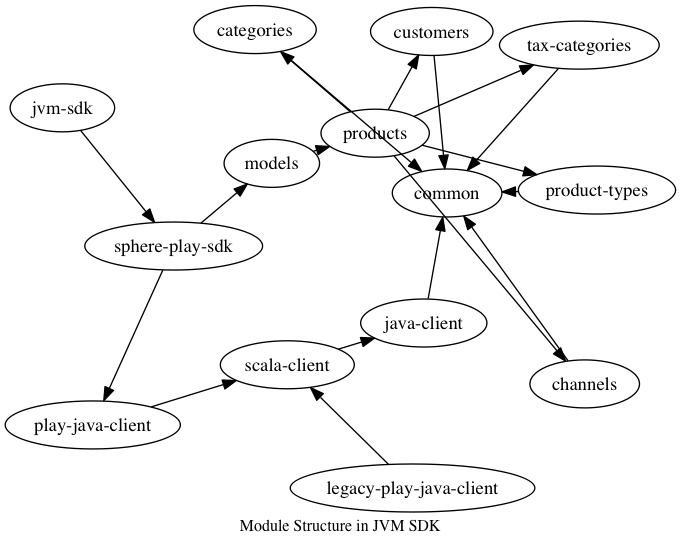 categories
customers
tax-categories
jvm-sdk
products
models
common
product-types
sphere-play-sdk
java-client
scala-client
channels
play-java-client
legacy-play-java-client
Module Structure in JVM SDK